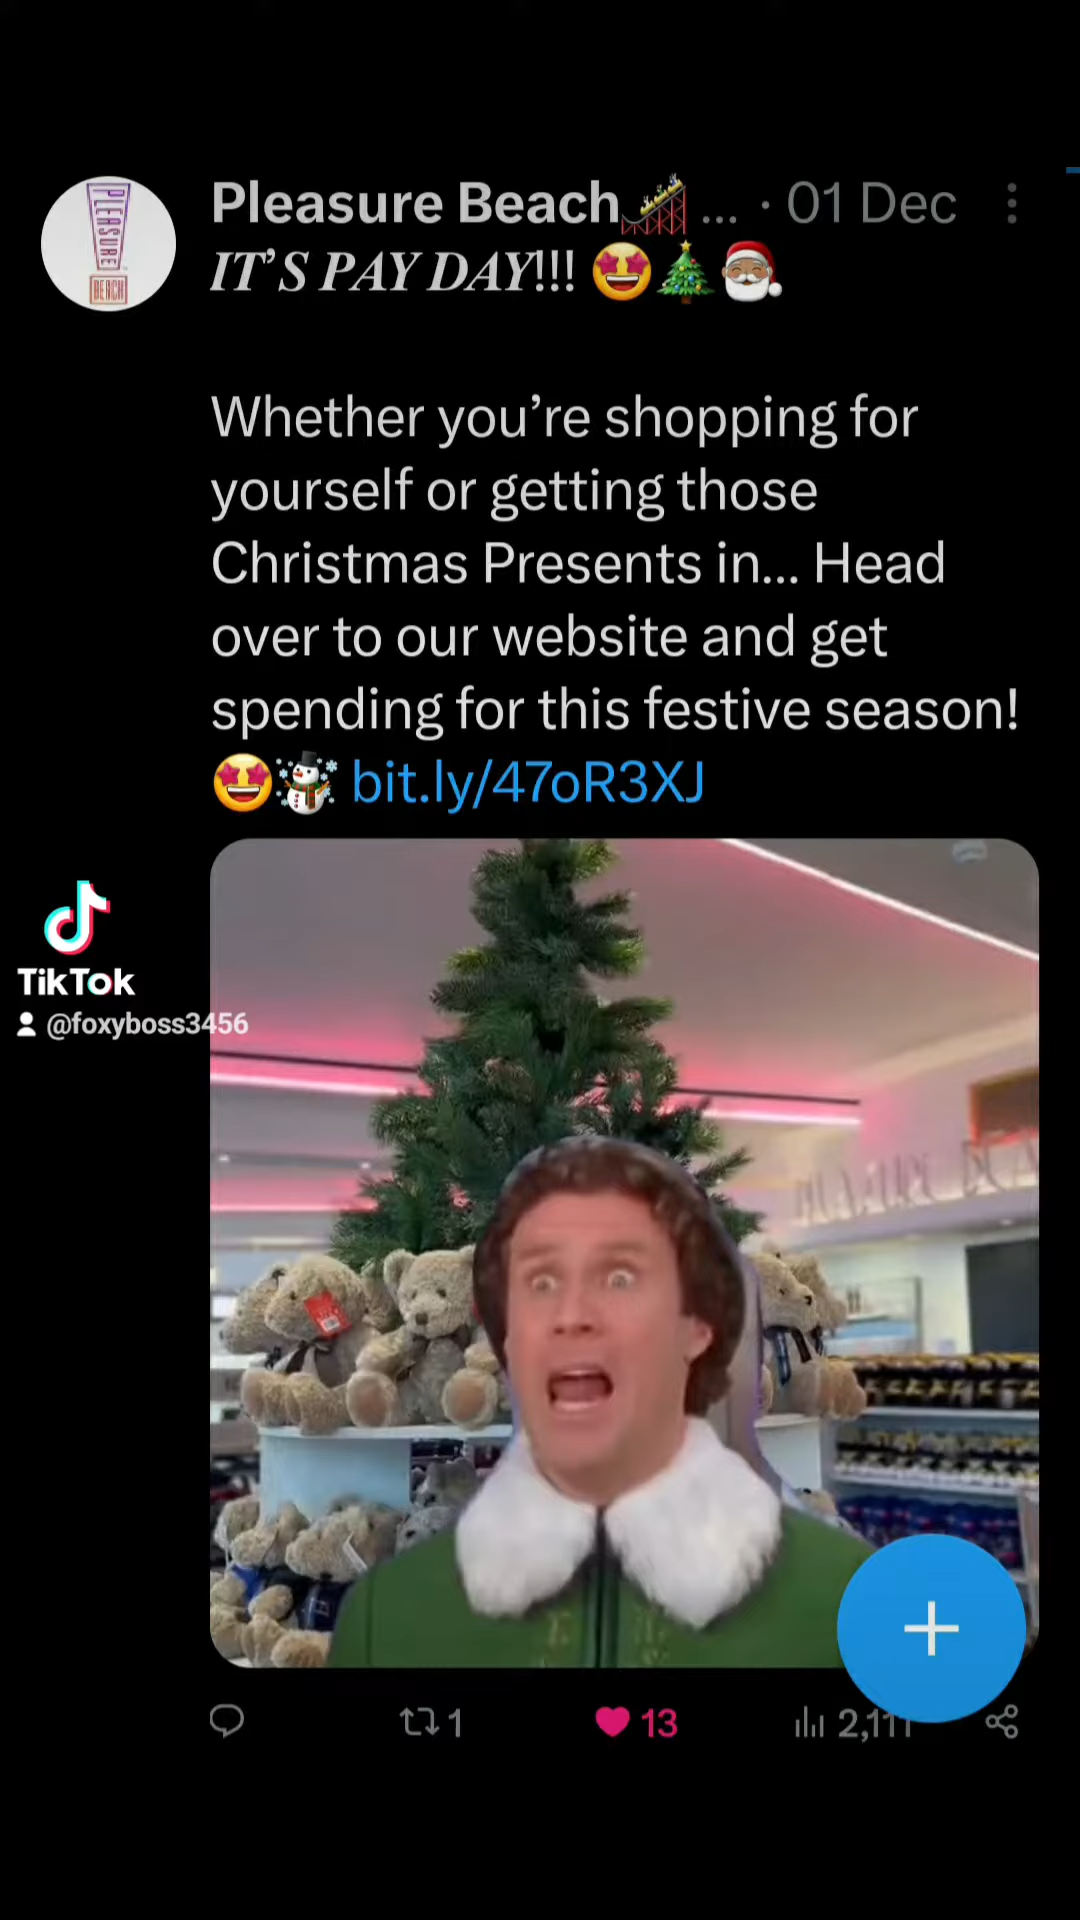 PLEASURE
BEACH
Pleasure Beach🎢 ... · 01 Dec
IT’S PAY DAY!!! 🤩🎄🎅🏽
Whether you’re shopping for
yourself or getting those
Christmas Presents in... Head
over to our website and get
spending for this festive season!
🤩☃️ bit.ly/47oR3XJ
TikTok
@foxyboss3456
1
13